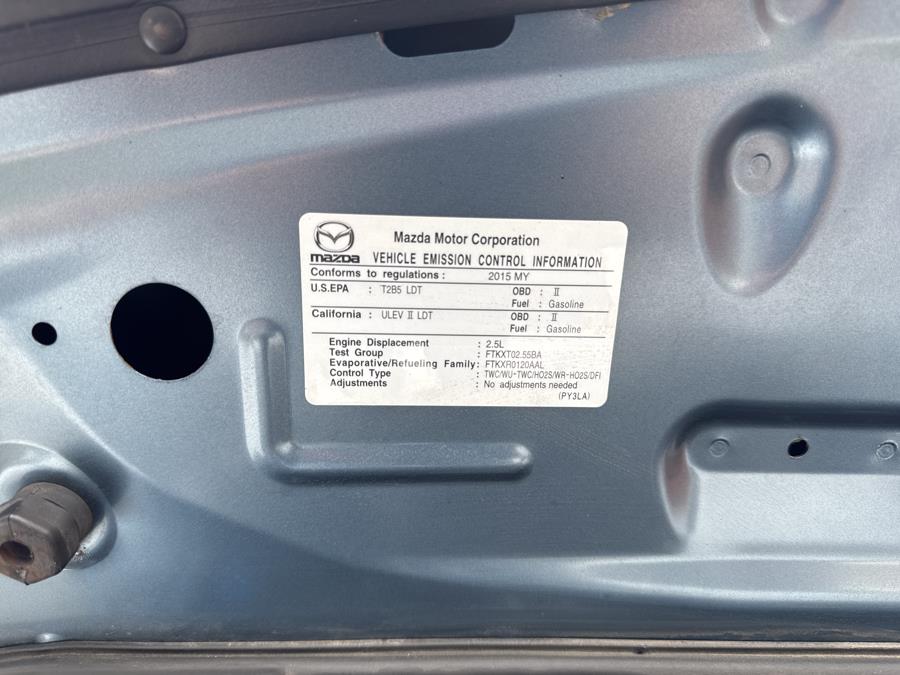 Mazda Motor Corporation
mazda VEHICLE EMISSION CONTROL INFORMATION
Conforms to regulations : 2015 MY
U.S.EPA : T2B5 LDT OBD : II
Fuel : Gasoline
California : ULEV II LDT OBD : II
Fuel : Gasoline
Engine Displacement : 2.5L
Test Group : FTKXT02.55BA
Evaporative/Refueling Family: FTKXR0120AAL
Control Type : TWC/WU-TWC/HO2S/WR-HO2S/DFI
Adjustments : No adjustments needed
(PY3LA)